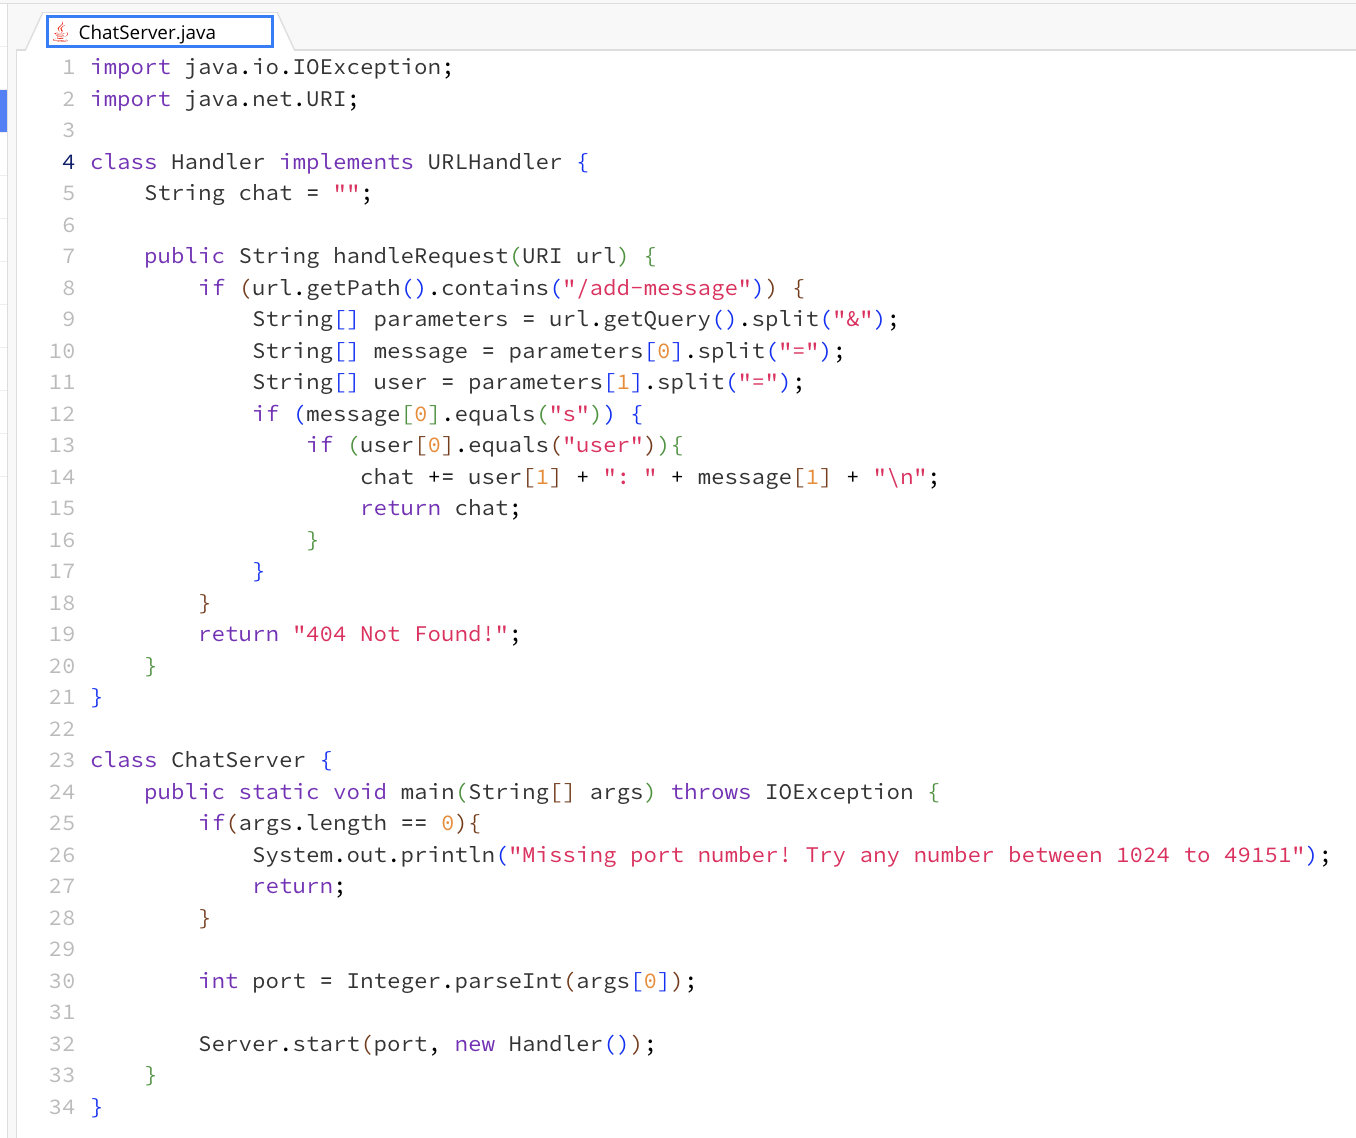 ChatServer.java
1 import java.io.IOException;
2 import java.net.URI;
3
4 class Handler implements URLHandler {
5     String chat = "";
6
7     public String handleRequest(URI url) {
8         if (url.getPath().contains("/add-message")) {
9             String[] parameters = url.getQuery().split("&");
10             String[] message = parameters[0].split("=");
11             String[] user = parameters[1].split("=");
12             if (message[0].equals("s")) {
13                 if (user[0].equals("user")){
14                     chat += user[1] + ": " + message[1] + "\n";
15                     return chat;
16                 }
17             }
18         }
19         return "404 Not Found!";
20     }
21 }
22
23 class ChatServer {
24     public static void main(String[] args) throws IOException {
25         if(args.length == 0){
26             System.out.println("Missing port number! Try any number between 1024 to 49151");
27             return;
28         }
29
30         int port = Integer.parseInt(args[0]);
31
32         Server.start(port, new Handler());
33     }
34 }